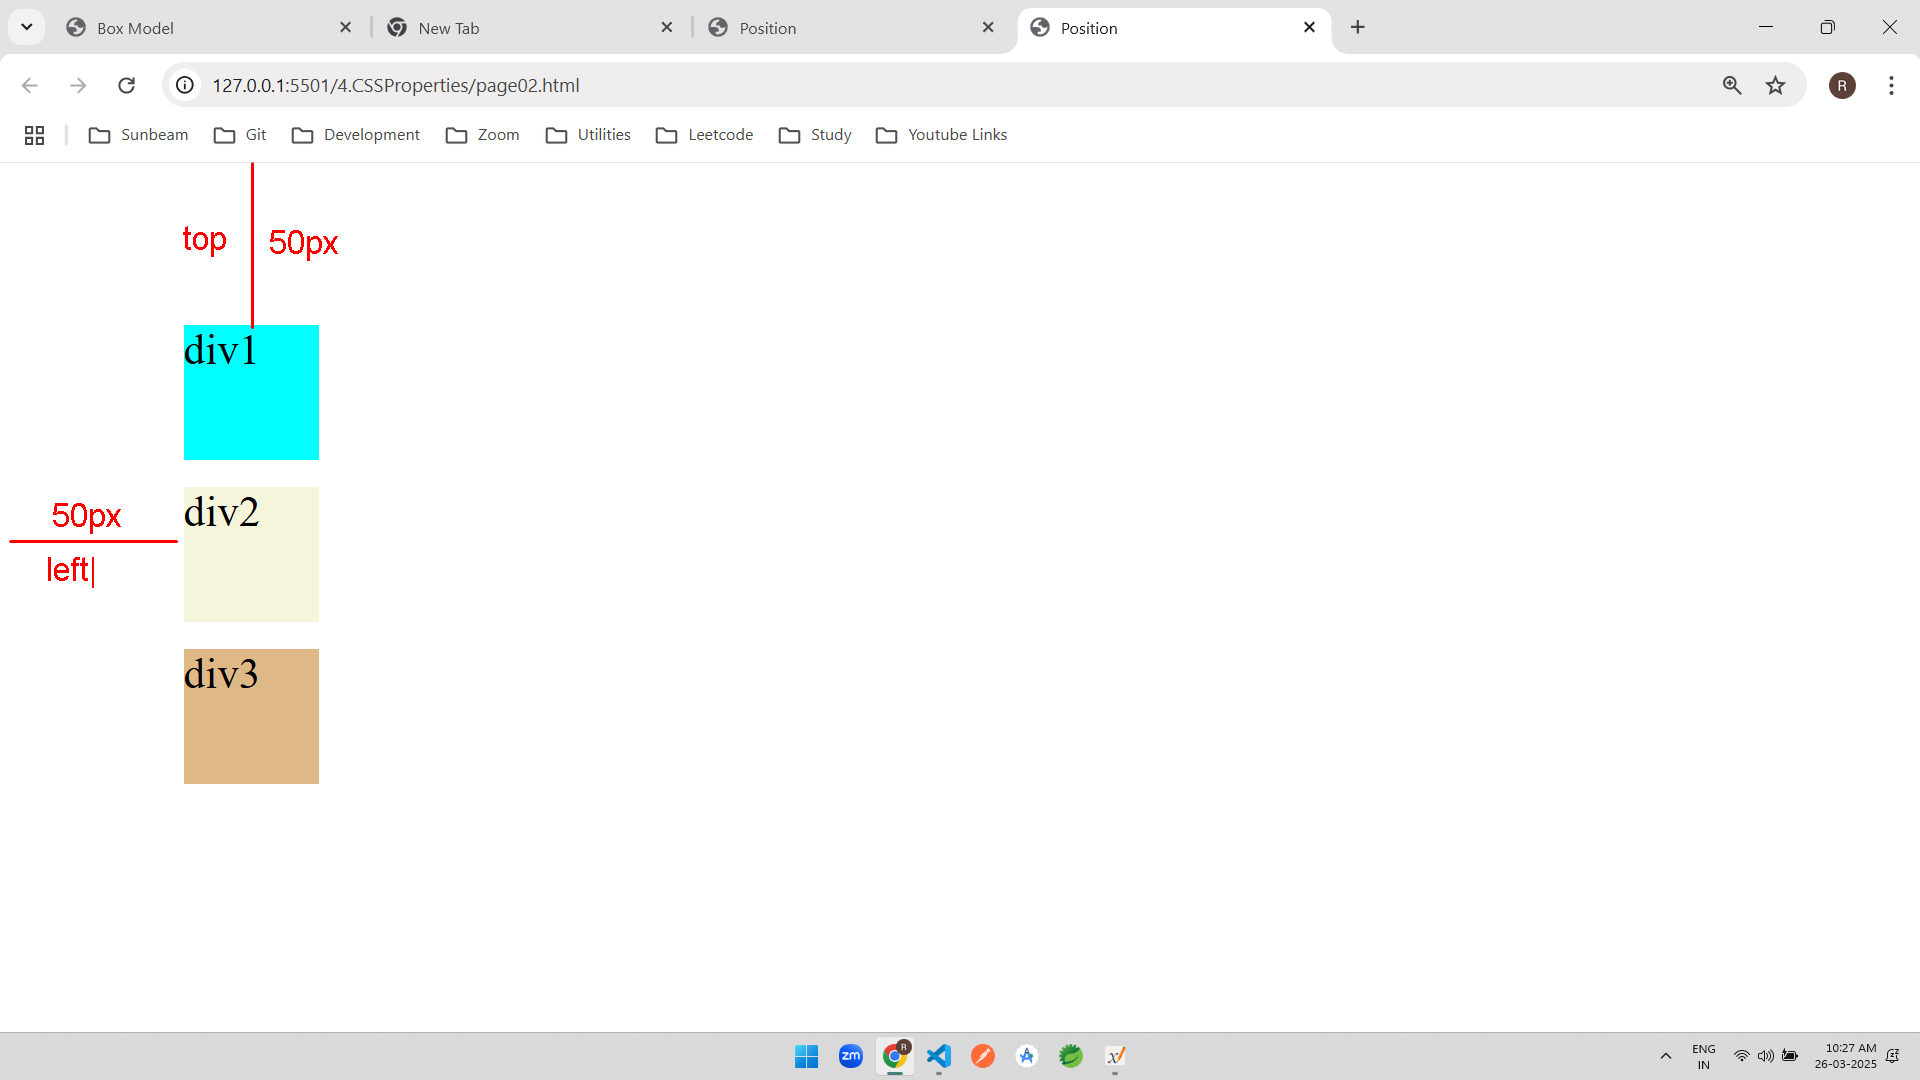 Box Model
New Tab
Position
Position
127.0.0.1:5501/4.CSSProperties/page02.html
R
Sunbeam
Git
Development
Zoom
Utilities
Leetcode
Study
Youtube Links
top
50px
div1
50px
div2
left
div3
zm
R
ENG
IN
10:27 AM
26-03-2025